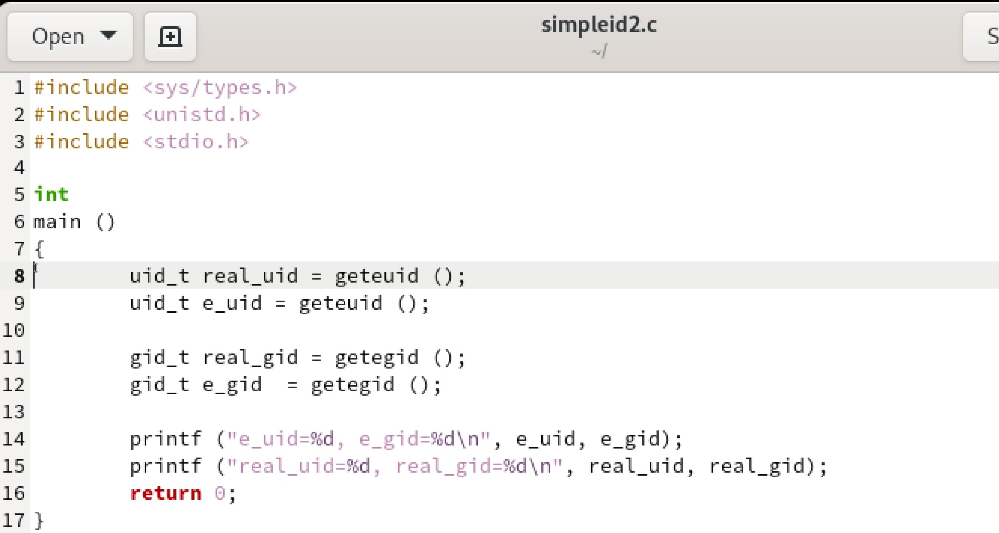 Open
simpleid2.c
~/
S
1 #include <sys/types.h>
2 #include <unistd.h>
3 #include <stdio.h>
4
5 int
6 main ()
7 {
8         uid_t real_uid = geteuid ();
9         uid_t e_uid = geteuid ();
10
11         gid_t real_gid = getegid ();
12         gid_t e_gid  = getegid ();
13
14         printf ("e_uid=%d, e_gid=%d\n", e_uid, e_gid);
15         printf ("real_uid=%d, real_gid=%d\n", real_uid, real_gid);
16         return 0;
17 }